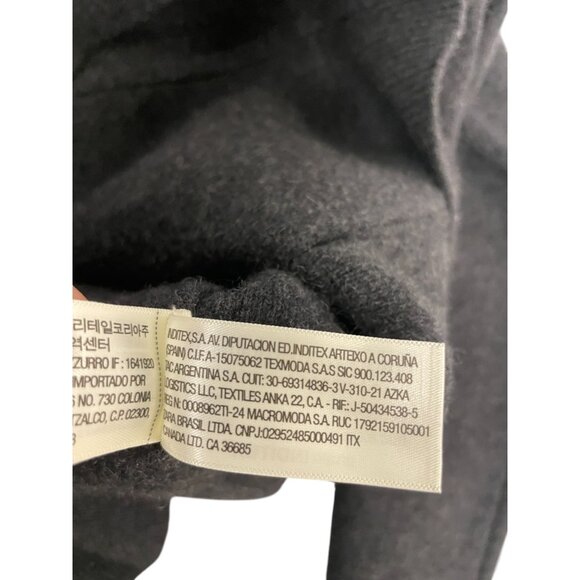 리테일코리아주
역센터
ZZURRO IF : 1641920
IMPORTADO POR
NO. 730 COLONIA
TZALCO, C.P. 02300,
INDITEX,S.A. AV. DIPUTACION ED.INDITEX ARTEIXO A CORUÑA
(SPAIN) C.I.F. A-15075062 TEXMODA S.A.S SIC 900.123.408
ARGENTINA S.A. CUIT: 30-69314836-3 V-310-21 AZKA
LOGISTICS LLC, TEXTILES ANKA 22, C.A. - RIF.: J-50434538-5
REG. N: 0008962TI-24 MACROMODA S.A. RUC 1792159105001
ZARA BRASIL LTDA. CNPJ:02952485000491 ITX
CANADA LTD. CA 36685